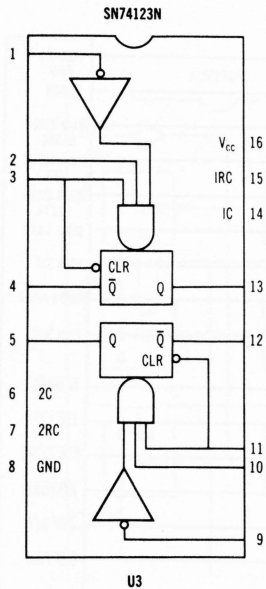 SN74123N
1
2
3
4
5
6 2C
7 2RC
8 GND
Vcc 16
IRC 15
IC 14
CLR
Q̅ Q 13
Q Q̅ 12
CLR
11
10
9
U3